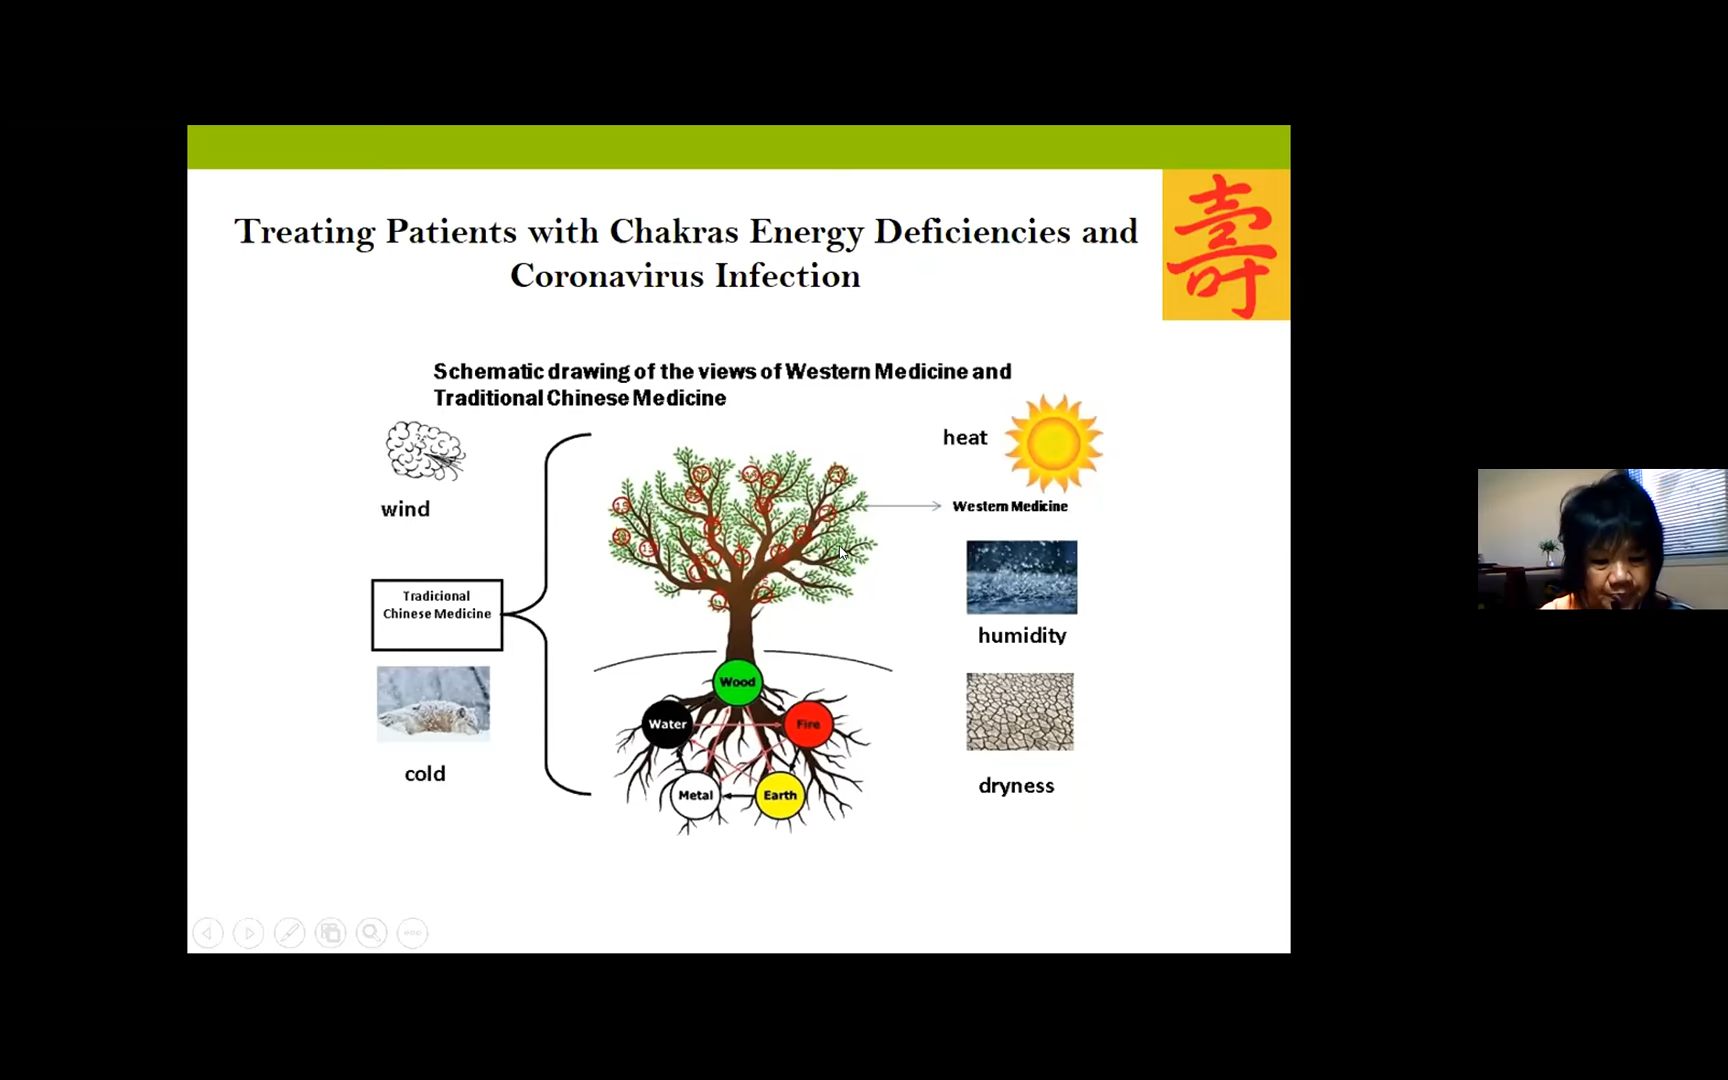 Treating Patients with Chakras Energy Deficiencies and
Coronavirus Infection
壽
Schematic drawing of the views of Western Medicine and
Traditional Chinese Medicine
heat
wind
Western Medicine
Tradicional
Chinese Medicine
humidity
Wood
Water
Fire
cold
dryness
Metal
Earth